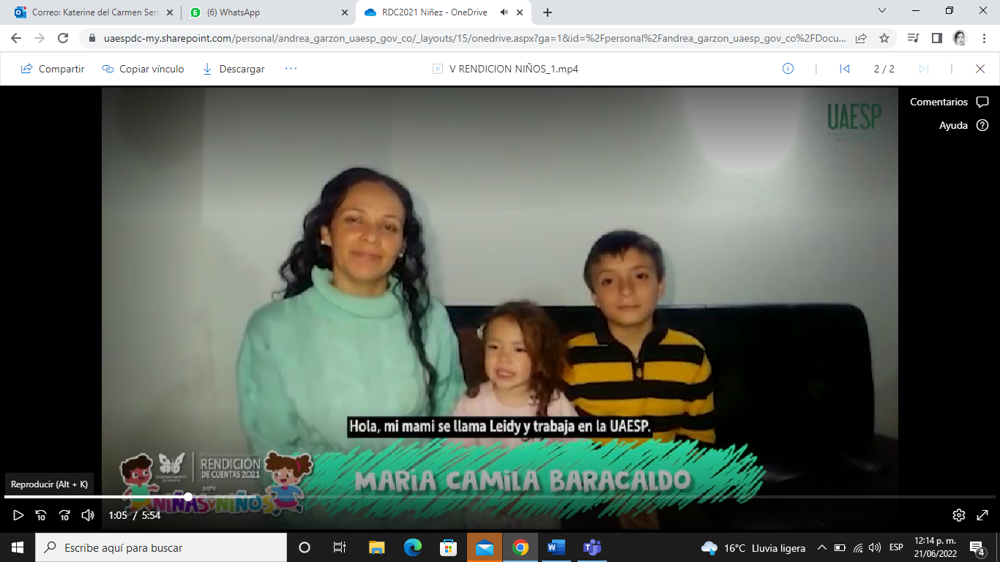 Correo: Katerine del Carmen Serr
(6) WhatsApp
RDC2021 Niñez - OneDrive
uaespdc-my.sharepoint.com/personal/andrea_garzon_uaesp_gov_co/_layouts/15/onedrive.aspx?ga=1&id=%2Fpersonal%2Fandrea_garzon_uaesp_gov_co%2FDocu...
Compartir
Copiar vínculo
Descargar
V RENDICION NIÑOS_1.mp4
2 / 2
Comentarios
Ayuda
UAESP
Hola, mi mami se llama Leidy y trabaja en la UAESP.
RENDICIÓN
DE CUENTAS 2021
para
NIÑAS Y NIÑOS
MARÍA CAMILA BARACALDO
Reproducir (Alt + K)
10
10
1:05 / 5:54
Escribe aquí para buscar
16°C Lluvia ligera
ESP
12:14 p. m.
21/06/2022
4